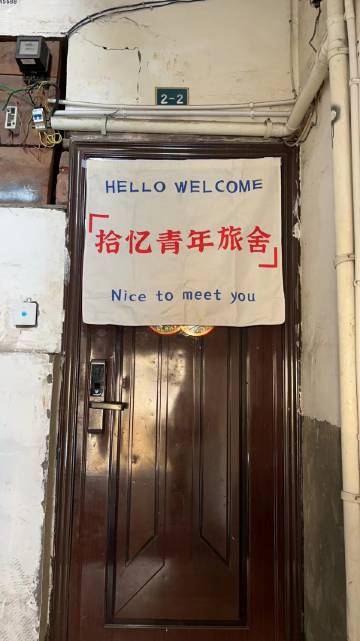 2-2
HELLO WELCOME
「拾忆青年旅舍」
Nice to meet you